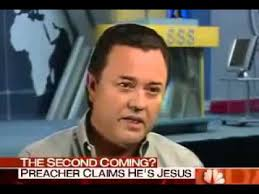 $$$
THE SECOND COMING?
PREACHER CLAIMS HE'S JESUS